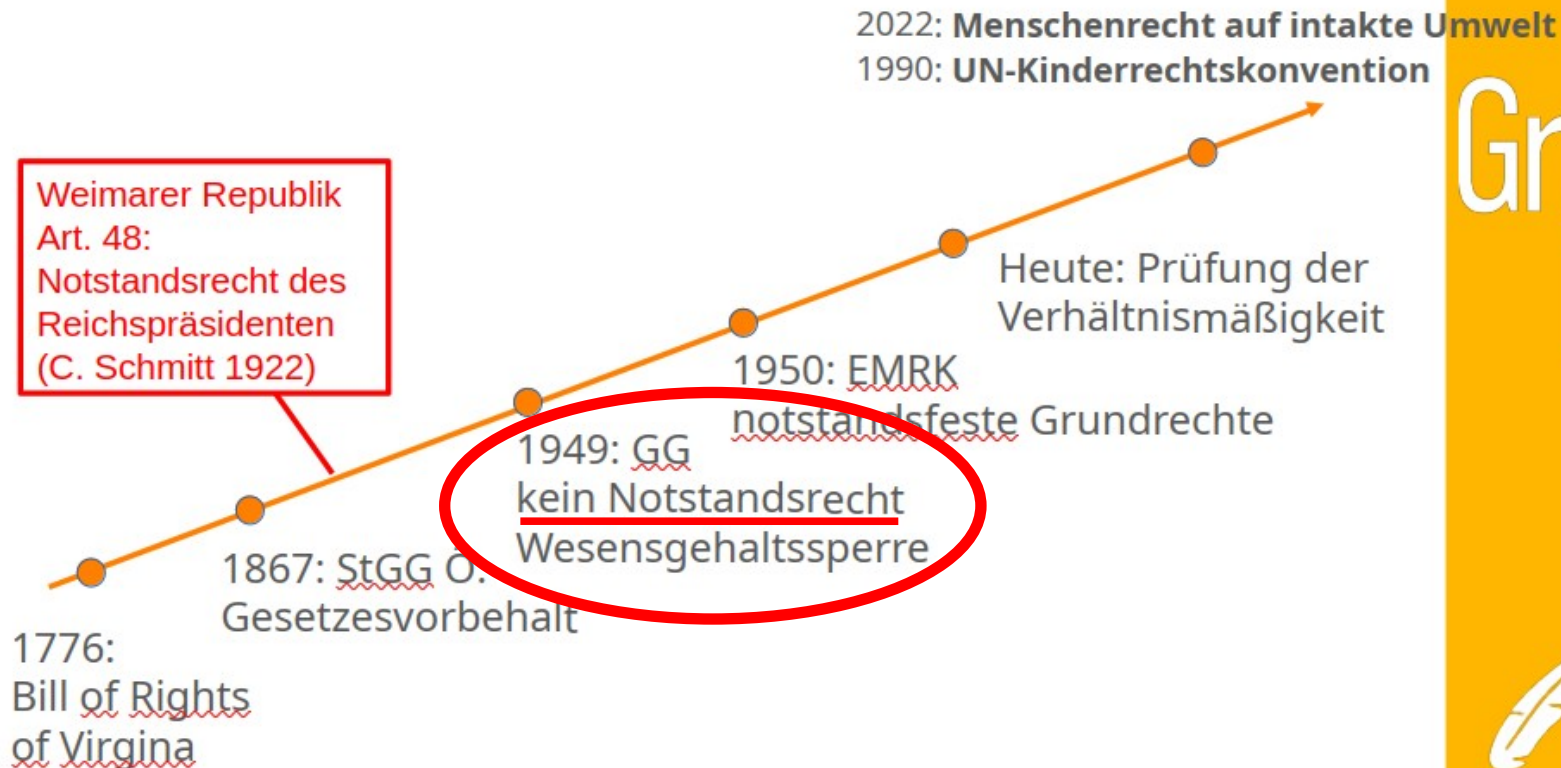 2022: Menschenrecht auf intakte Umwelt
1990: UN-Kinderrechtskonvention
Weimarer Republik
Art. 48:
Notstandsrecht des
Reichspräsidenten
(C. Schmitt 1922)
Heute: Prüfung der
Verhältnismäßigkeit
1950: EMRK
notstandsfeste Grundrechte
1949: GG
kein Notstandsrecht
Wesensgehaltssperre
1867: StGG Ö.
Gesetzesvorbehalt
1776:
Bill of Rights
of Virgina
Gr